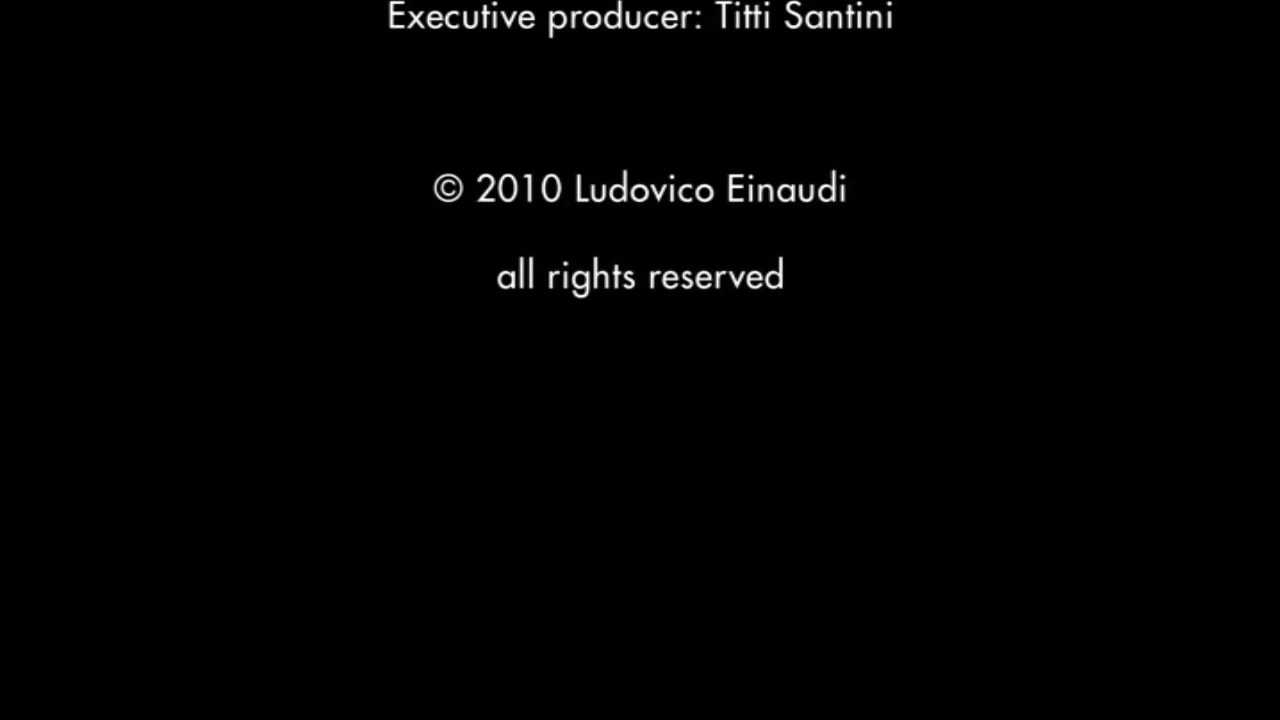 Executive producer: Titti Santini
© 2010 Ludovico Einaudi
all rights reserved